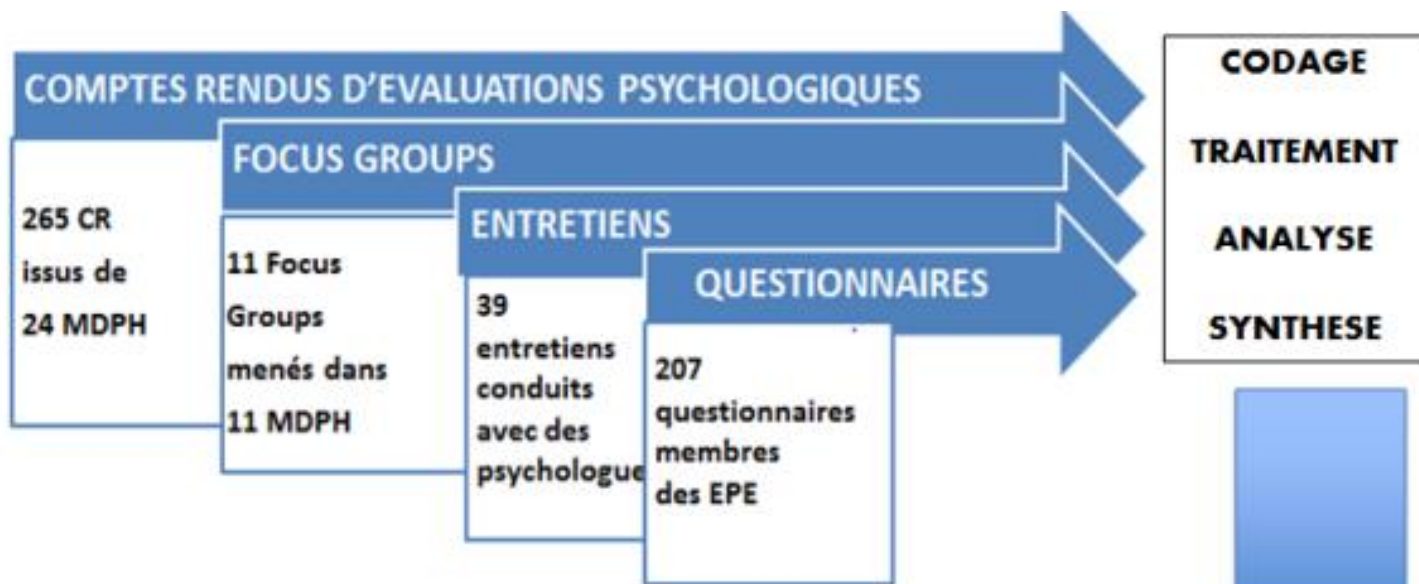 COMPTES RENDUS D'EVALUATIONS PSYCHOLOGIQUES
265 CR
issus de
24 MDPH
FOCUS GROUPS
11 Focus
Groups
menés dans
11 MDPH
ENTRETIENS
39
entretiens
conduits
avec des
psychologue
QUESTIONNAIRES
207
questionnaires
membres
des EPE
CODAGE
TRAITEMENT
ANALYSE
SYNTHESE